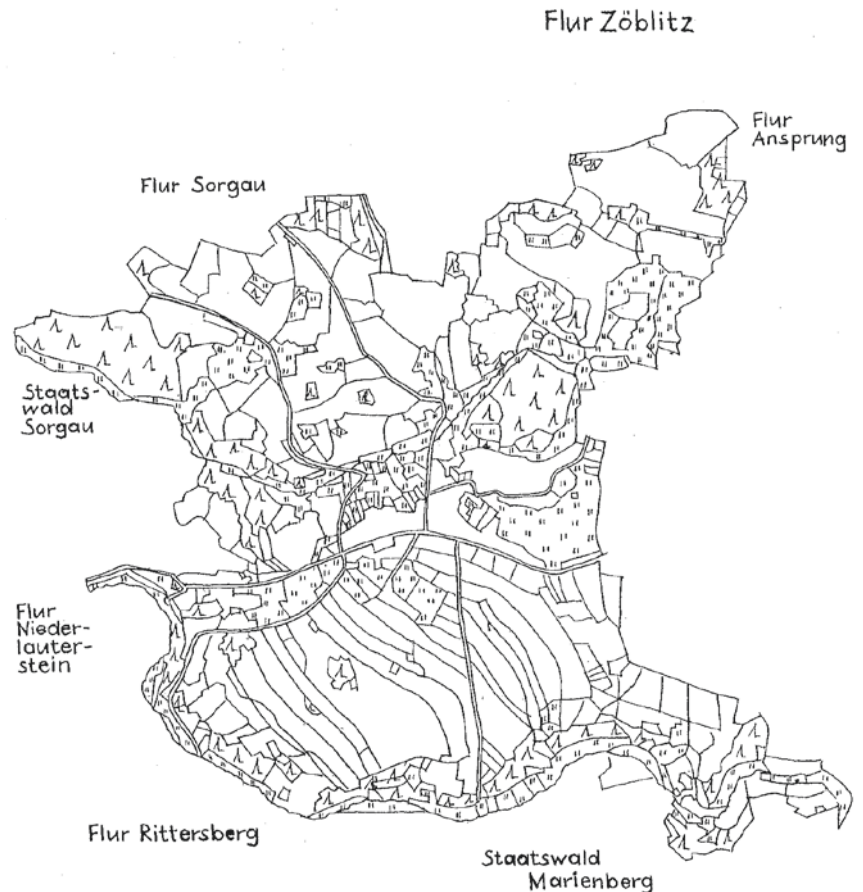 Flur Zöblitz
Flur
Ansprung
Flur Sorgau
Staats-
wald
Sorgau
Flur
Nieder-
lauter-
stein
Flur Rittersberg
Staatswald
Marienberg